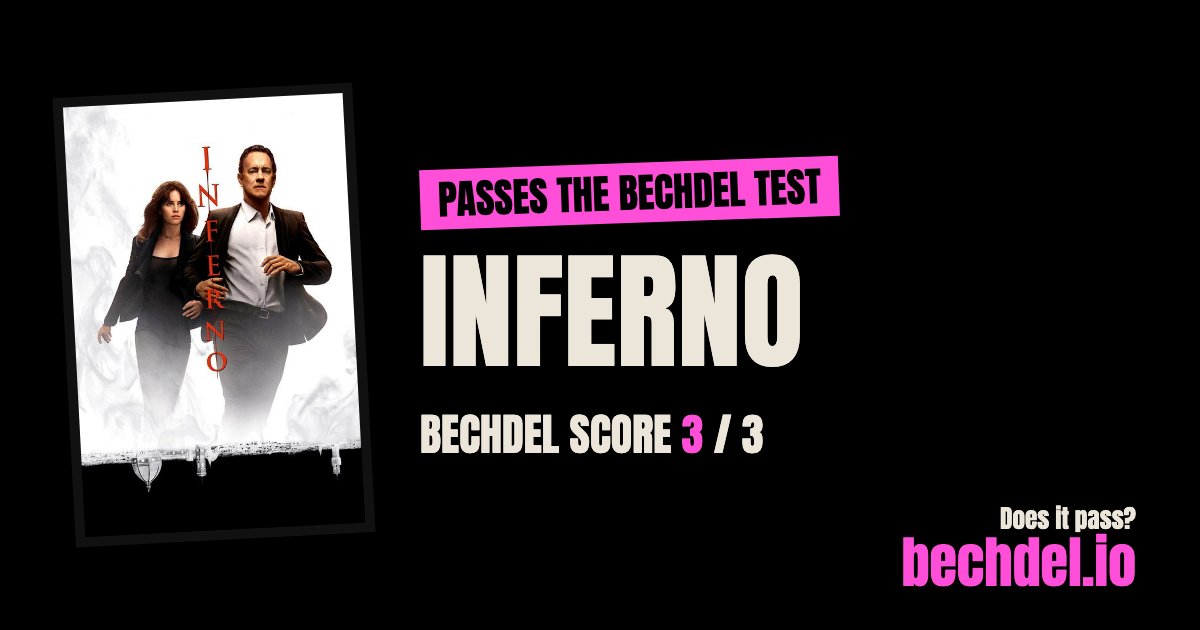 INFERNO
PASSES THE BECHDEL TEST
INFERNO
BECHDEL SCORE 3 / 3
Does it pass?
bechdel.io